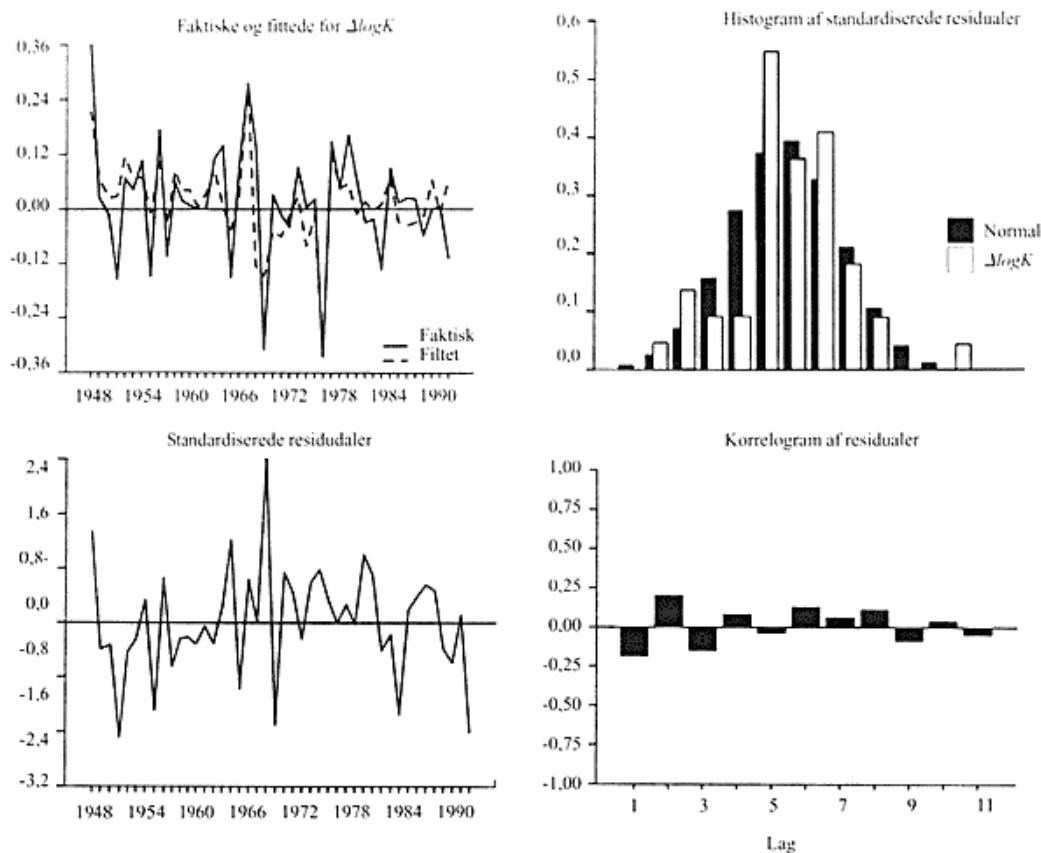 Faktiske og fittede for ΔlogK
0,36
0,24
0,12
0,00
-0,12
-0,24
-0,36
Faktisk
Filtet
1948 1954 1960 1966 1972 1978 1984 1990
Histogram af standardiserede residualer
0,6
0,5
0,4
0,3
0,2
0,1
0,0
Normal
ΔlogK
Standardiserede residudaler
2,4
1,6
0,8-
0,0
-0,8
-1,6
-2,4
-3,2
1948 1954 1960 1966 1972 1978 1984 1990
Korrelogram af residualer
1,00
0,75
0,50
0,25
0,00
-0,25
-0,50
-0,75
-1,00
1 3 5 7 9 11
Lag